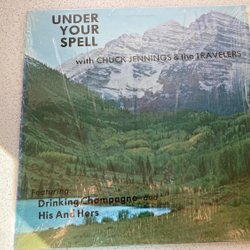 UNDER
YOUR
SPELL
with CHUCK JENNINGS & the TRAVELERS
Featuring
Drinking Champagne and
His And Hers